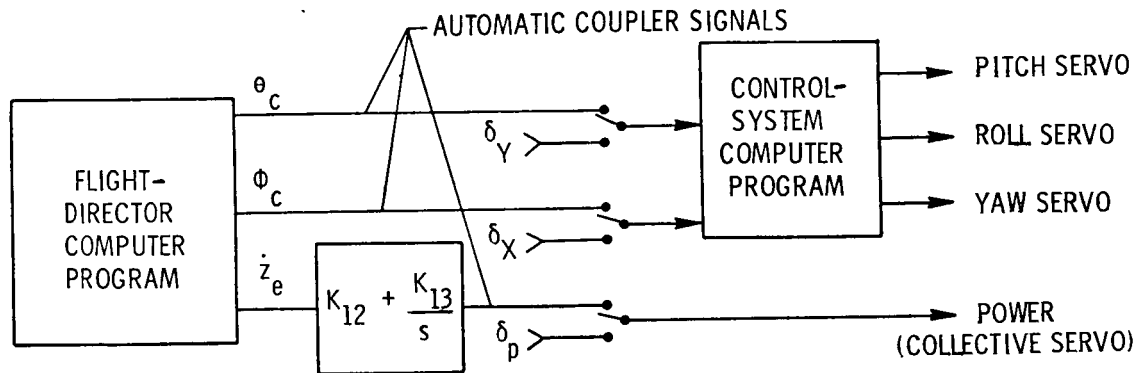 AUTOMATIC COUPLER SIGNALS
θc
δY
Φc
δX
że
K12 + K13/s
δp
FLIGHT-
DIRECTOR
COMPUTER
PROGRAM
CONTROL-
SYSTEM
COMPUTER
PROGRAM
PITCH SERVO
ROLL SERVO
YAW SERVO
POWER
(COLLECTIVE SERVO)